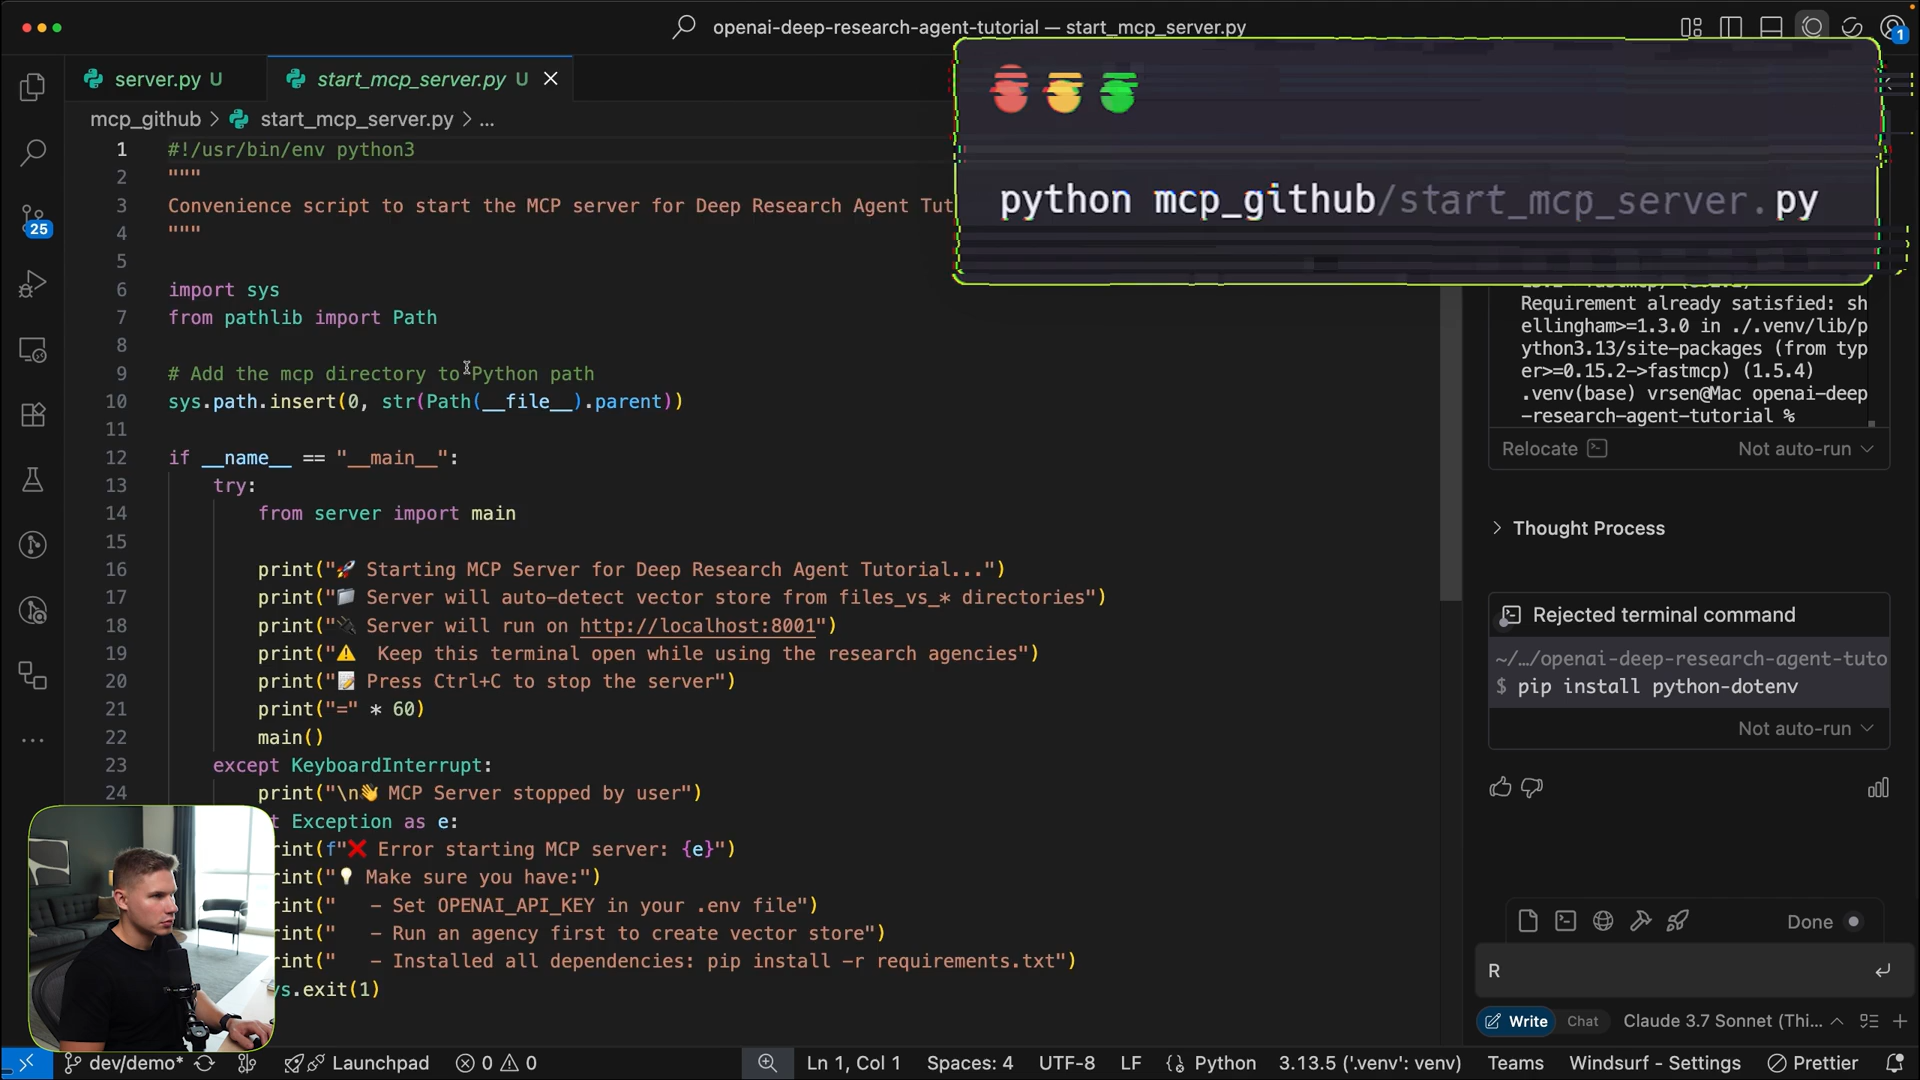 openai-deep-research-agent-tutorial — start_mcp_server.py
1
server.py U
start_mcp_server.py U
mcp_github > start_mcp_server.py > ...
python mcp_github/start_mcp_server.py
25
1 #!/usr/bin/env python3
2 """
3 Convenience script to start the MCP server for Deep Research Agent Tut
4 """
5
6 import sys
7 from pathlib import Path
8
9 # Add the mcp directory to Python path
10 sys.path.insert(0, str(Path(__file__).parent))
11
12 if __name__ == "__main__":
13 try:
14 from server import main
15
16 print("🚀 Starting MCP Server for Deep Research Agent Tutorial...")
17 print("📁 Server will auto-detect vector store from files_vs_* directories")
18 print("🔌 Server will run on http://localhost:8001")
19 print("⚠️  Keep this terminal open while using the research agencies")
20 print("📝 Press Ctrl+C to stop the server")
21 print("=" * 60)
22 main()
23 except KeyboardInterrupt:
24 print("\n👋 MCP Server stopped by user")
t Exception as e:
rint(f"❌ Error starting MCP server: {e}")
rint("💡 Make sure you have:")
rint("   - Set OPENAI_API_KEY in your .env file")
rint("   - Run an agency first to create vector store")
rint("   - Installed all dependencies: pip install -r requirements.txt")
s.exit(1)
Requirement already satisfied: sh
ellingham>=1.3.0 in ./.venv/lib/p
ython3.13/site-packages (from typ
er>=0.15.2->fastmcp) (1.5.4)
.venv(base) vrsen@Mac openai-deep
-research-agent-tutorial %
Relocate Not auto-run
Thought Process
Rejected terminal command
~/…/openai-deep-research-agent-tuto
$ pip install python-dotenv
Not auto-run
Done
R
Write Chat Claude 3.7 Sonnet (Thi...
dev/demo* Launchpad 0 0 Ln 1, Col 1 Spaces: 4 UTF-8 LF {} Python 3.13.5 ('.venv': venv) Teams Windsurf - Settings Prettier